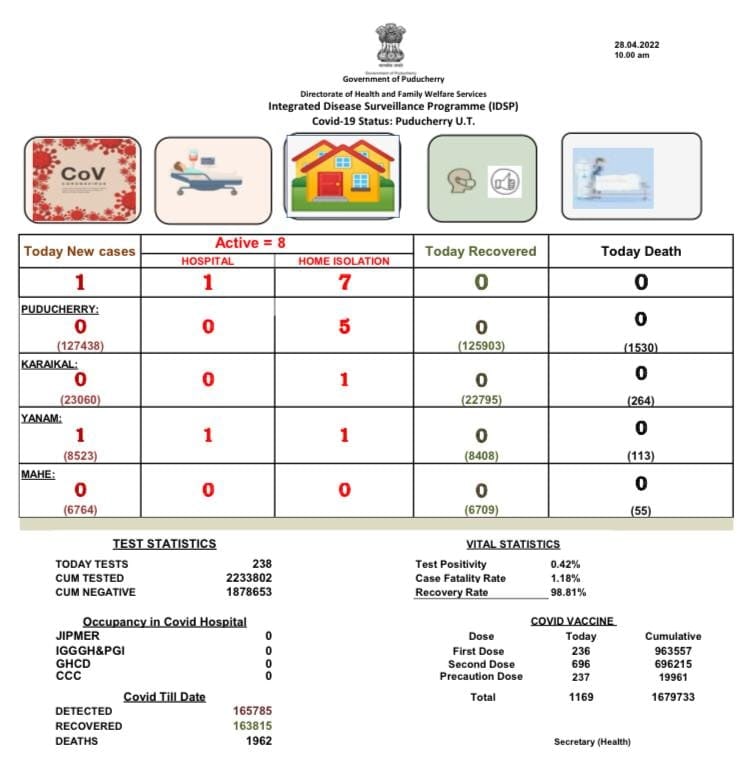 28.04.2022
10.00 am
Government of Puducherry
Government of Puducherry
Directorate of Health and Family Welfare Services
Integrated Disease Surveillance Programme (IDSP)
Covid-19 Status: Puducherry U.T.
CoV
CORONAVIRUS
Today New cases Active = 8 Today Recovered Today Death
HOSPITAL HOME ISOLATION
1 1 7 0 0
PUDUCHERRY:
0 0 5 0 0
(127438) (125903) (1530)
KARAIKAL:
0 0 1 0 0
(23060) (22795) (264)
YANAM:
1 1 1 0 0
(8523) (8408) (113)
MAHE:
0 0 0 0 0
(6764) (6709) (55)
TEST STATISTICS
TODAY TESTS 238
CUM TESTED 2233802
CUM NEGATIVE 1878653
VITAL STATISTICS
Test Positivity 0.42%
Case Fatality Rate 1.18%
Recovery Rate 98.81%
Occupancy in Covid Hospital
JIPMER 0
IGGGH&PGI 0
GHCD 0
CCC 0
COVID VACCINE
Dose Today Cumulative
First Dose 236 963557
Second Dose 696 696215
Precaution Dose 237 19961
Total 1169 1679733
Covid Till Date
DETECTED 165785
RECOVERED 163815
DEATHS 1962
Secretary (Health)